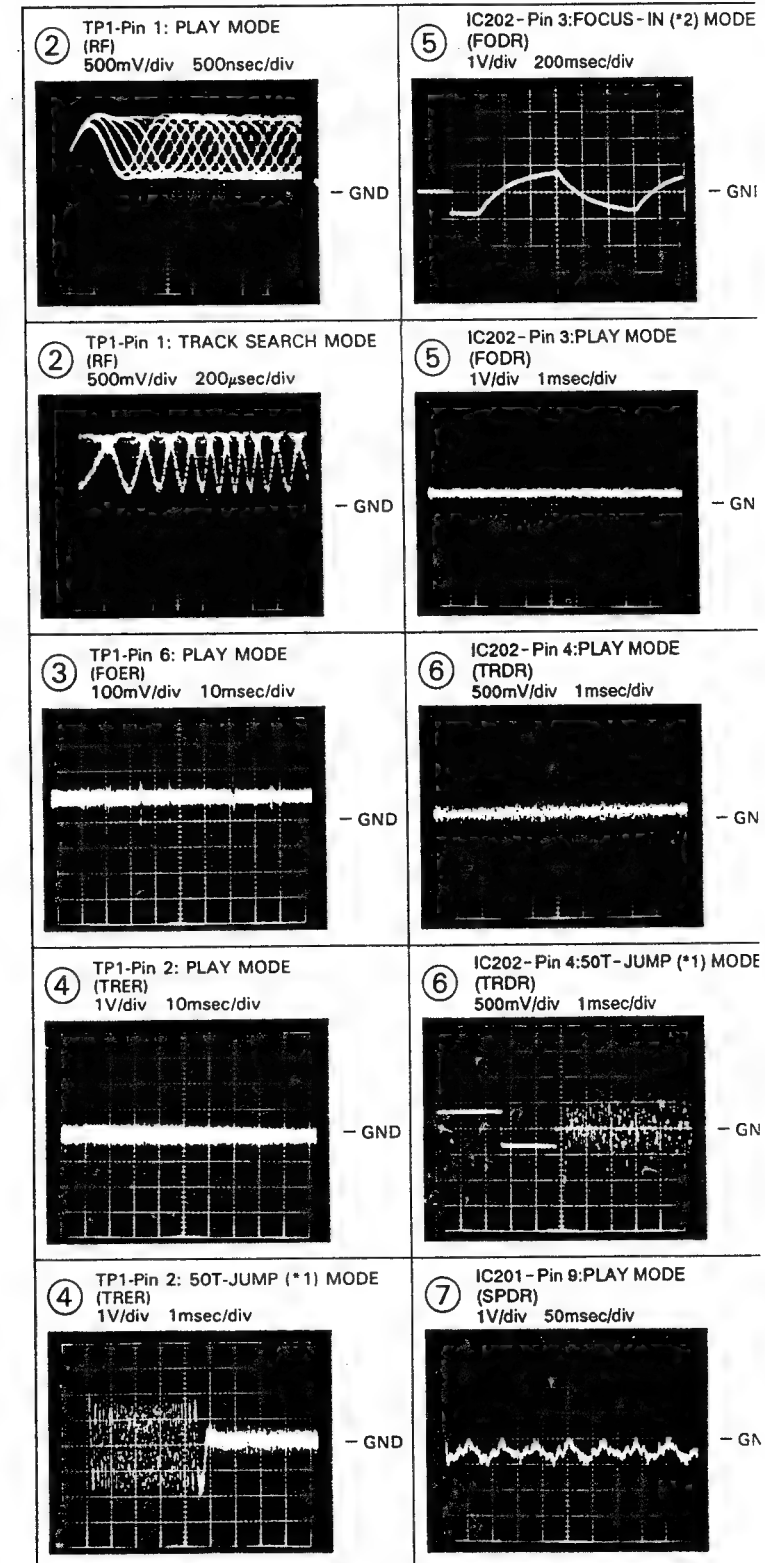 ②
TP1-Pin 1: PLAY MODE
(RF)
500mV/div 500nsec/div
– GND
②
TP1-Pin 1: TRACK SEARCH MODE
(RF)
500mV/div 200μsec/div
– GND
③
TP1-Pin 6: PLAY MODE
(FOER)
100mV/div 10msec/div
– GND
④
TP1-Pin 2: PLAY MODE
(TRER)
1V/div 10msec/div
– GND
④
TP1-Pin 2: 50T-JUMP (*1) MODE
(TRER)
1V/div 1msec/div
– GND
⑤
IC202-Pin 3:FOCUS-IN (*2) MODE
(FODR)
1V/div 200msec/div
– GN
⑤
IC202-Pin 3:PLAY MODE
(FODR)
1V/div 1msec/div
– GN
⑥
IC202-Pin 4:PLAY MODE
(TRDR)
500mV/div 1msec/div
– GN
⑥
IC202-Pin 4:50T-JUMP (*1) MODE
(TRDR)
500mV/div 1msec/div
– GN
⑦
IC201-Pin 9:PLAY MODE
(SPDR)
1V/div 50msec/div
– GN